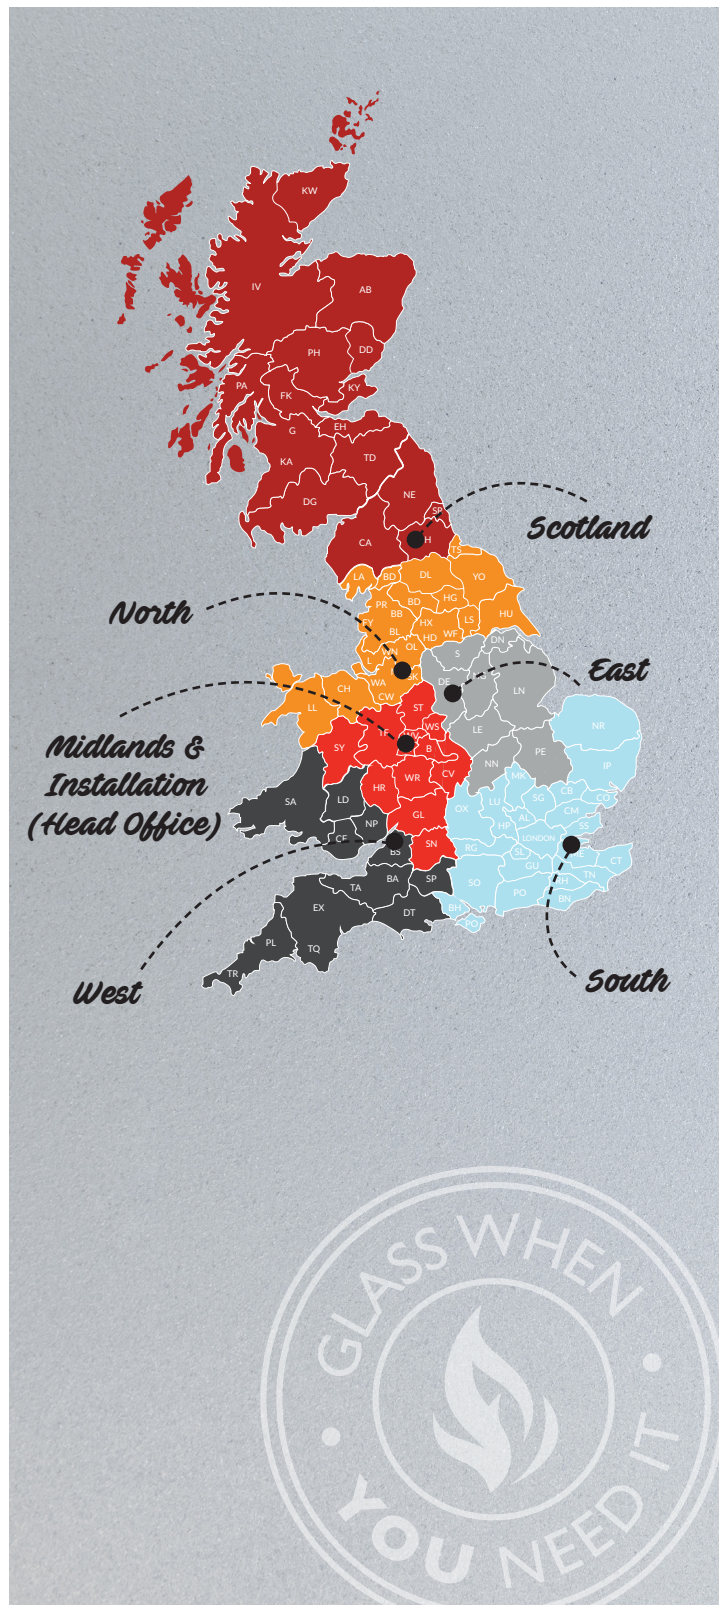 KW
IV
AB
PH
DD
PA
FK
KY
G
EH
KA
TD
DG
NE
SR
CA
H
Scotland
TS
LA
BD
DL
YO
PR
BD
HG
BB
HU
North
FY
HX
LS
BL
HD
WF
WN
OL
DN
L
S
SK
East
WA
DE
CH
CW
LN
LL
ST
NR
WS
LE
SY
TF
WV
B
PE
Midlands &
Installation
(Head Office)
IP
NN
CV
WR
MK
HR
CB
SA
LD
LU
SG
CO
OX
CM
GL
AL
NP
HP
SS
CF
LONDON
SN
RG
BS
SL
CT
GU
TN
BA
SP
SO
RH
TA
PO
BN
EX
DT
BH
PL
PO
TQ
TR
West
South
GLASS WHEN
YOU NEED IT